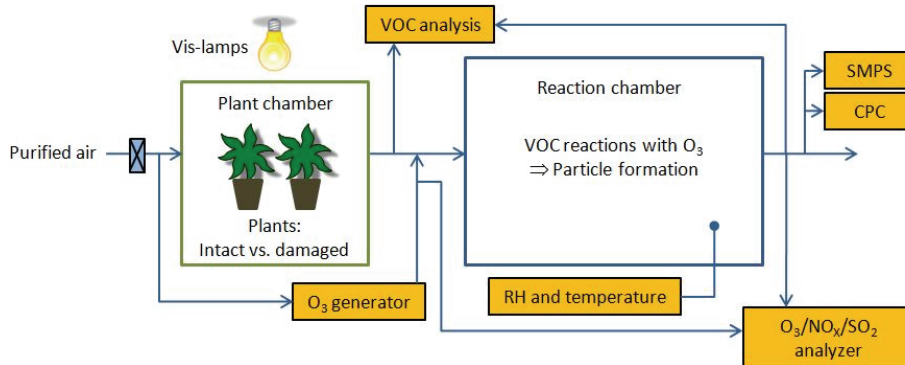 VOC analysis
Vis-lamps
SMPS
Plant chamber
Reaction chamber
CPC
Purified air
VOC reactions with O₃
⇒ Particle formation
Plants:
Intact vs. damaged
O₃ generator
RH and temperature
O₃/NOₓ/SO₂
analyzer